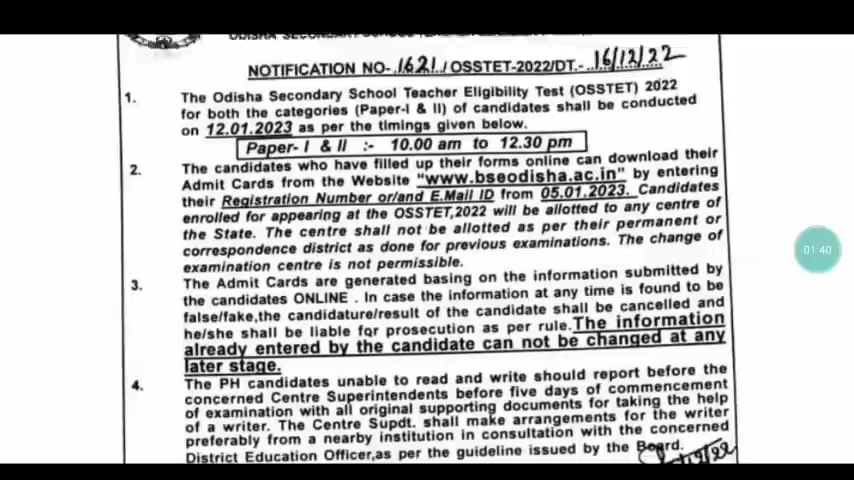 ODISHA SECONDARY SCHOOL
NOTIFICATION NO- 1621 /OSSTET-2022/DT.- 16/12/22
1. The Odisha Secondary School Teacher Eligibility Test (OSSTET) 2022
for both the categories (Paper-I & II) of candidates shall be conducted
on 12.01.2023 as per the timings given below.
Paper- I & II :- 10.00 am to 12.30 pm
2. The candidates who have filled up their forms online can download their
Admit Cards from the Website "www.bseodisha.ac.in" by entering
their Registration Number or/and E.Mail ID from 05.01.2023. Candidates
enrolled for appearing at the OSSTET,2022 will be allotted to any centre of
the State. The centre shall not be allotted as per their permanent or
correspondence district as done for previous examinations. The change of
examination centre is not permissible.
3. The Admit Cards are generated basing on the information submitted by
the candidates ONLINE . In case the information at any time is found to be
false/fake,the candidature/result of the candidate shall be cancelled and
he/she shall be liable for prosecution as per rule.The information
already entered by the candidate can not be changed at any
later stage.
4. The PH candidates unable to read and write should report before the
concerned Centre Superintendents before five days of commencement
of examination with all original supporting documents for taking the help
of a writer. The Centre Supdt. shall make arrangements for the writer
preferably from a nearby institution in consultation with the concerned
District Education Officer,as per the guideline issued by the Board.
01:40